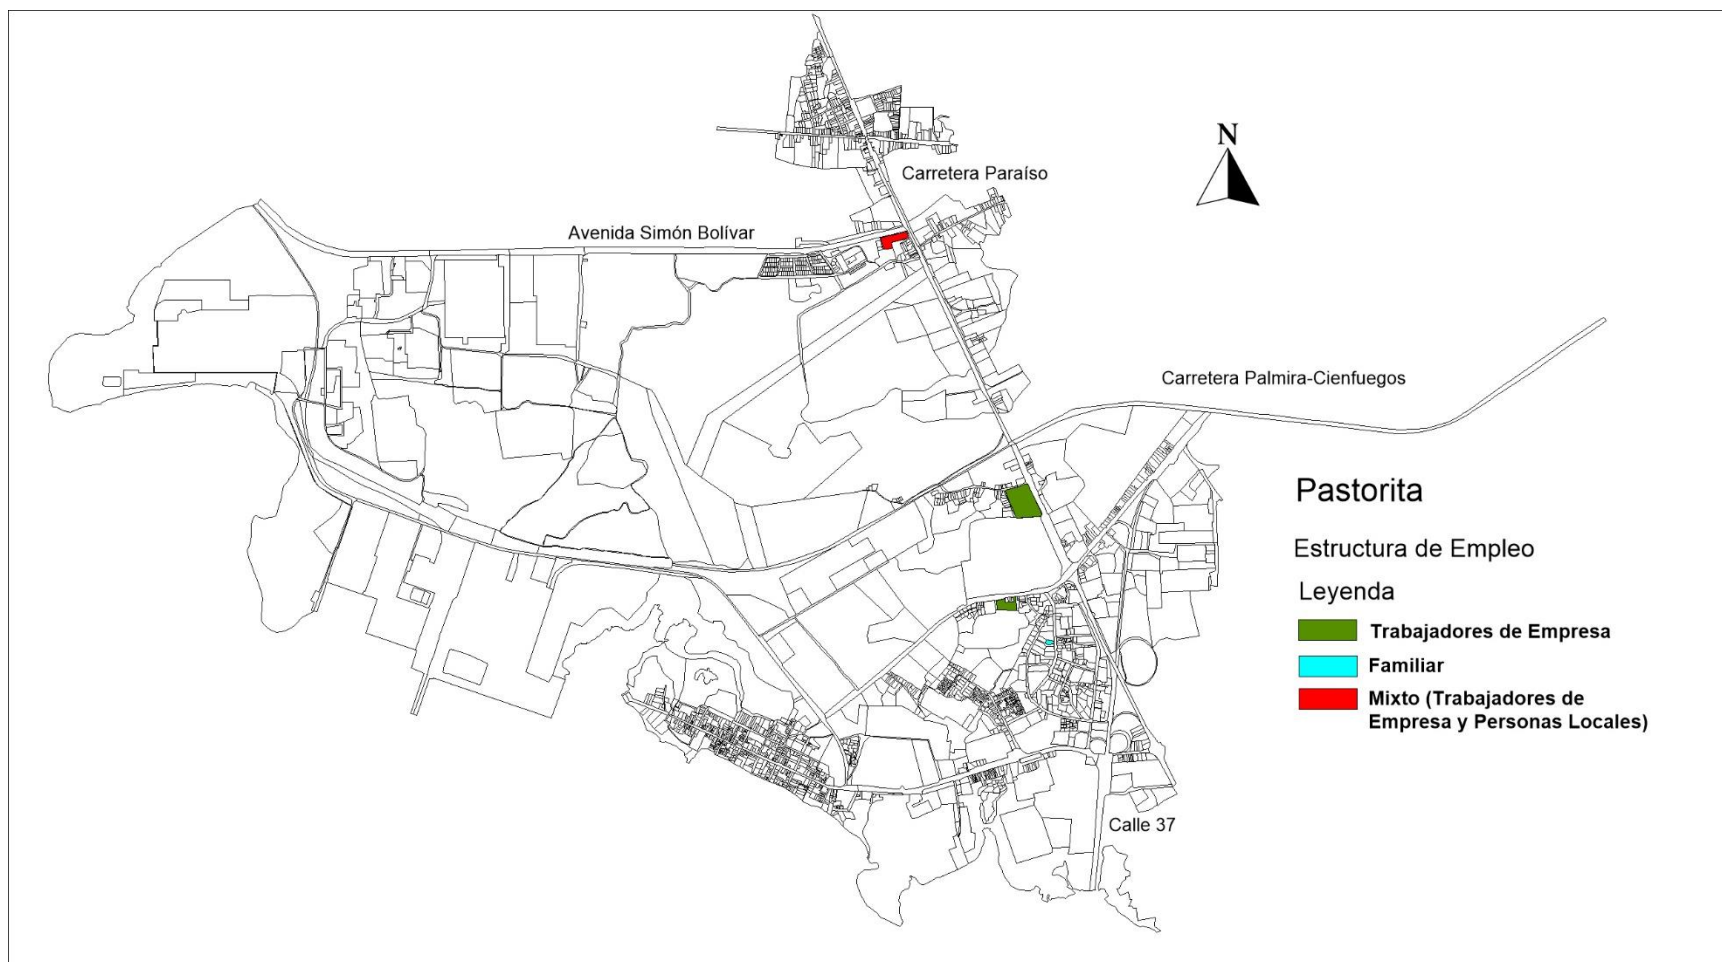 N
Carretera Paraíso
Avenida Simón Bolívar
Carretera Palmira-Cienfuegos
Pastorita
Estructura de Empleo
Leyenda
Trabajadores de Empresa
Familiar
Mixto (Trabajadores de
Empresa y Personas Locales)
Calle 37